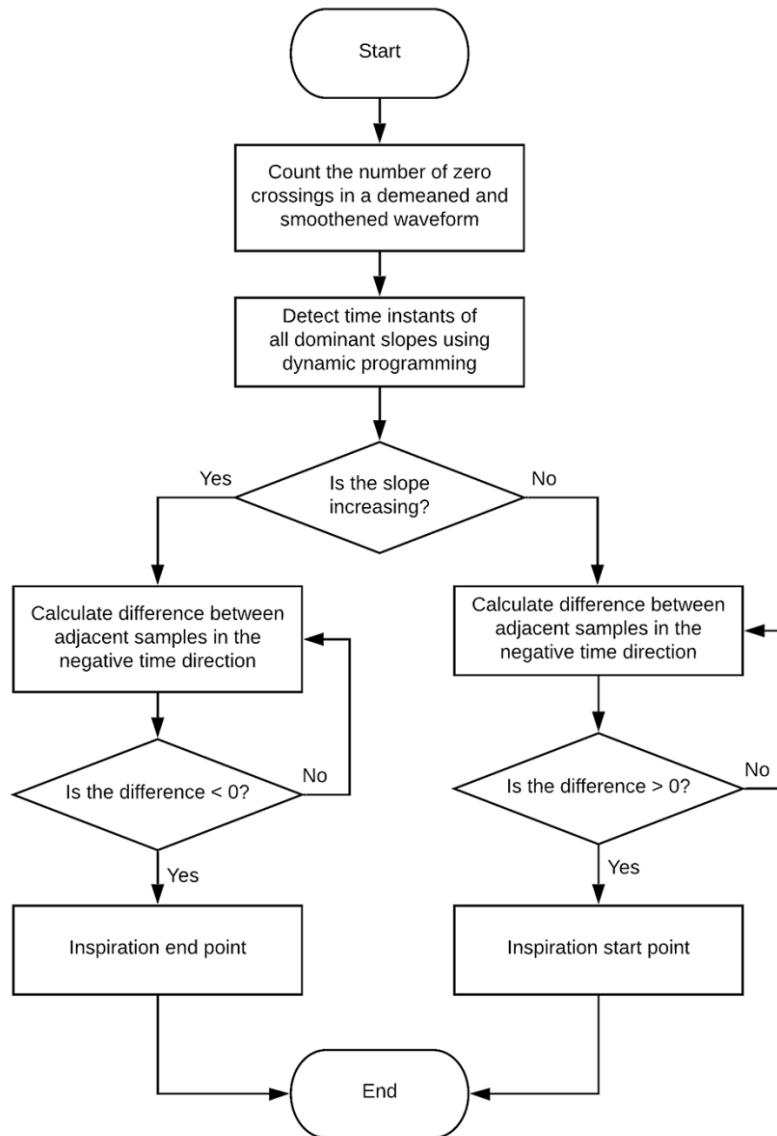 Start
Count the number of zero
crossings in a demeaned and
smoothened waveform
Detect time instants of
all dominant slopes using
dynamic programming
Is the slope
increasing?
Yes
No
Calculate difference between
adjacent samples in the
negative time direction
Is the difference < 0?
No
Yes
Inspiration end point
Calculate difference between
adjacent samples in the
negative time direction
Is the difference > 0?
No
Yes
Inspiration start point
End